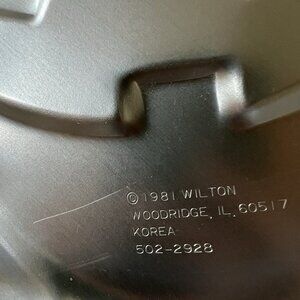 ©1981 WILTON
WOODRIDGE, IL. 60517
KOREA
502-2928